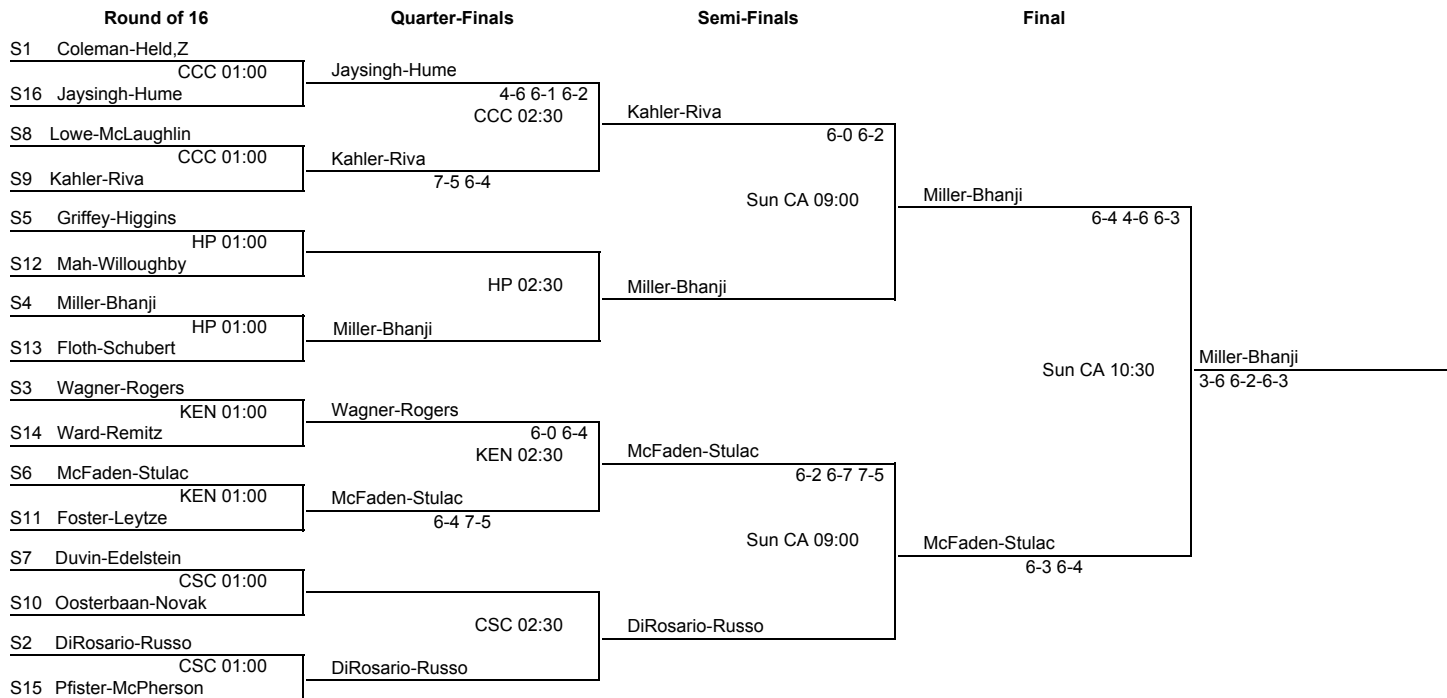 Round of 16 Quarter-Finals Semi-Finals Final
S1 Coleman-Held,Z
CCC 01:00
S16 Jaysingh-Hume
S8 Lowe-McLaughlin
CCC 01:00
S9 Kahler-Riva
S5 Griffey-Higgins
HP 01:00
S12 Mah-Willoughby
S4 Miller-Bhanji
HP 01:00
S13 Floth-Schubert
S3 Wagner-Rogers
KEN 01:00
S14 Ward-Remitz
S6 McFaden-Stulac
KEN 01:00
S11 Foster-Leytze
S7 Duvin-Edelstein
CSC 01:00
S10 Oosterbaan-Novak
S2 DiRosario-Russo
CSC 01:00
S15 Pfister-McPherson
Jaysingh-Hume
4-6 6-1 6-2
CCC 02:30
Kahler-Riva
7-5 6-4
HP 02:30
Miller-Bhanji
Wagner-Rogers
6-0 6-4
KEN 02:30
McFaden-Stulac
6-4 7-5
CSC 02:30
DiRosario-Russo
Kahler-Riva
6-0 6-2
Sun CA 09:00
Miller-Bhanji
McFaden-Stulac
6-2 6-7 7-5
Sun CA 09:00
DiRosario-Russo
Miller-Bhanji
6-4 4-6 6-3
Sun CA 10:30
McFaden-Stulac
6-3 6-4
Miller-Bhanji
3-6 6-2-6-3